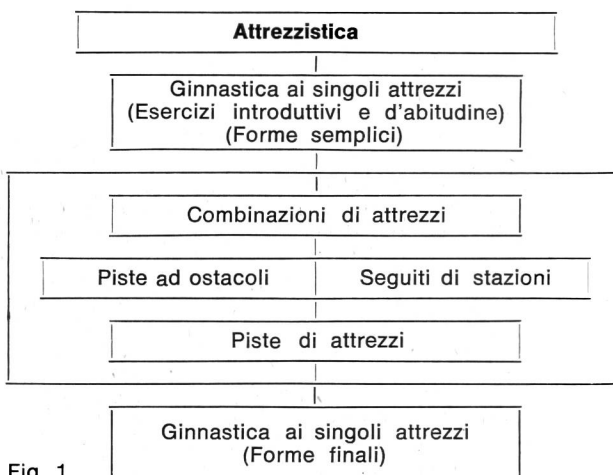 Attrezzistica
Ginnastica ai singoli attrezzi
(Esercizi introduttivi e d'abitudine)
(Forme semplici)
Combinazioni di attrezzi
Piste ad ostacoli
Seguiti di stazioni
Piste di attrezzi
Ginnastica ai singoli attrezzi
(Forme finali)
Fig. 1